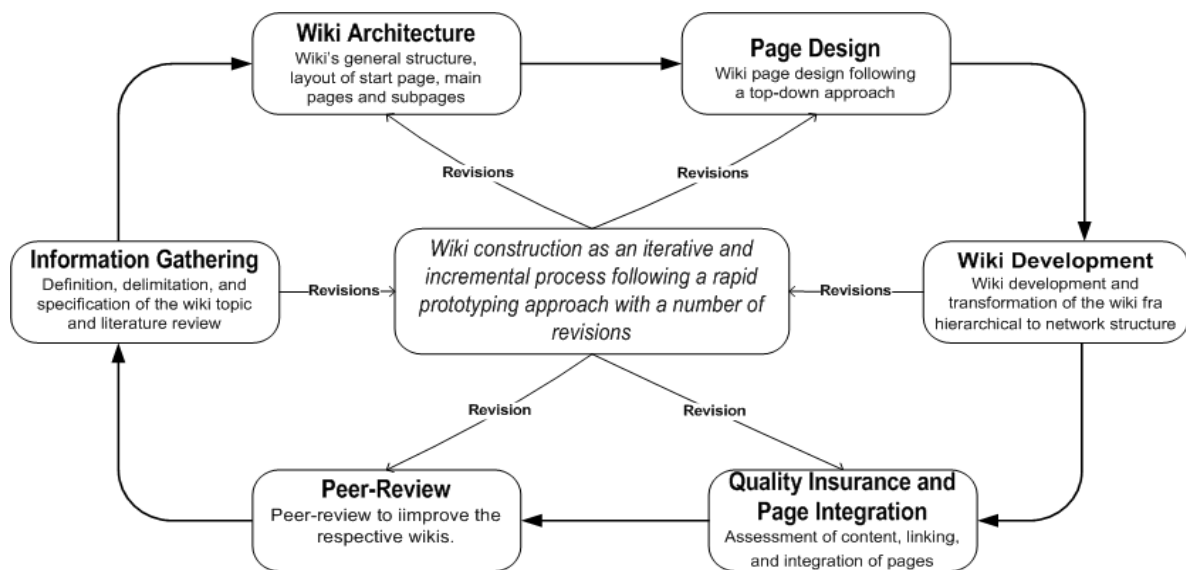 Wiki Architecture
Wiki's general structure,
layout of start page, main
pages and subpages
Page Design
Wiki page design following
a top-down approach
Revisions
Revisions
Information Gathering
Definition, delimitation, and
specification of the wiki topic
and literature review
Revisions
Wiki construction as an iterative and
incremental process following a rapid
prototyping approach with a number of
revisions
Revisions
Wiki Development
Wiki development and
transformation of the wiki fra
hierarchical to network structure
Revision
Revision
Peer-Review
Peer-review to iimprove the
respective wikis.
Quality Insurance and
Page Integration
Assessment of content, linking,
and integration of pages